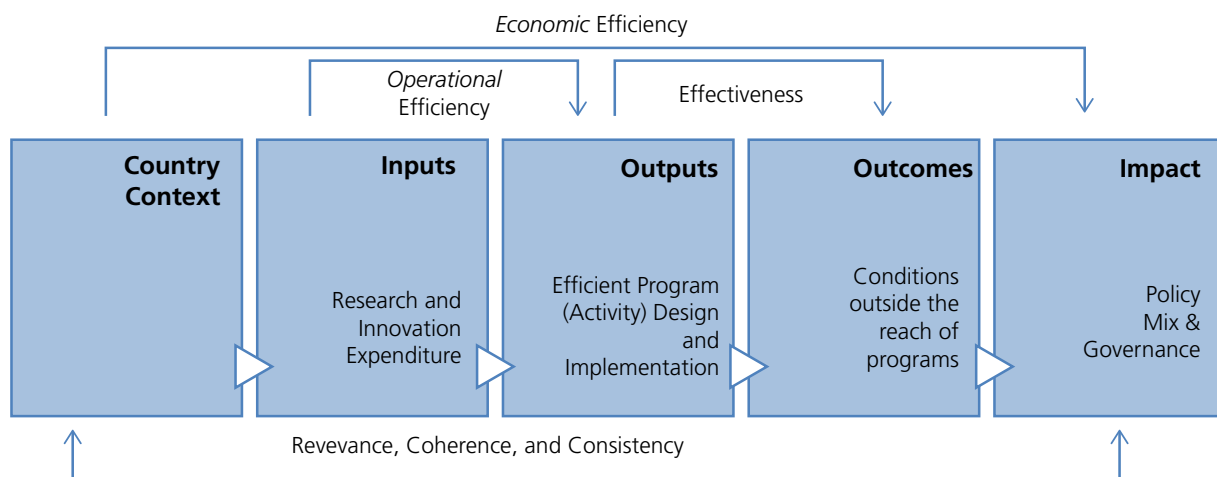 Economic Efficiency
Operational
Efficiency
Effectiveness
Country
Context
Inputs
Research and
Innovation
Expenditure
Outputs
Efficient Program
(Activity) Design
and
Implementation
Outcomes
Conditions
outside the
reach of
programs
Impact
Policy
Mix &
Governance
Revevance, Coherence, and Consistency